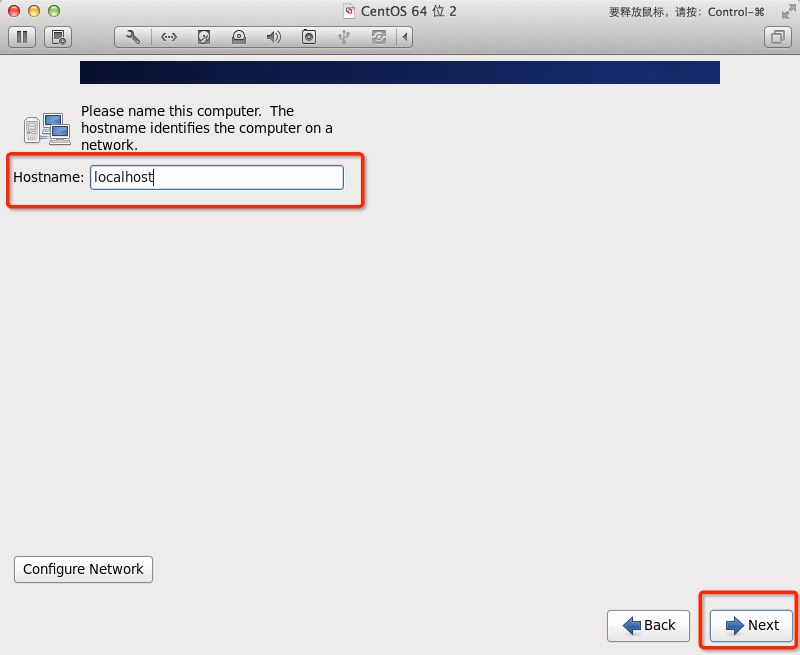 CentOS 64 位 2
要释放鼠标，请按：Control-⌘
Please name this computer.  The
hostname identifies the computer on a
network.
Hostname: localhost
Configure Network
Back
Next